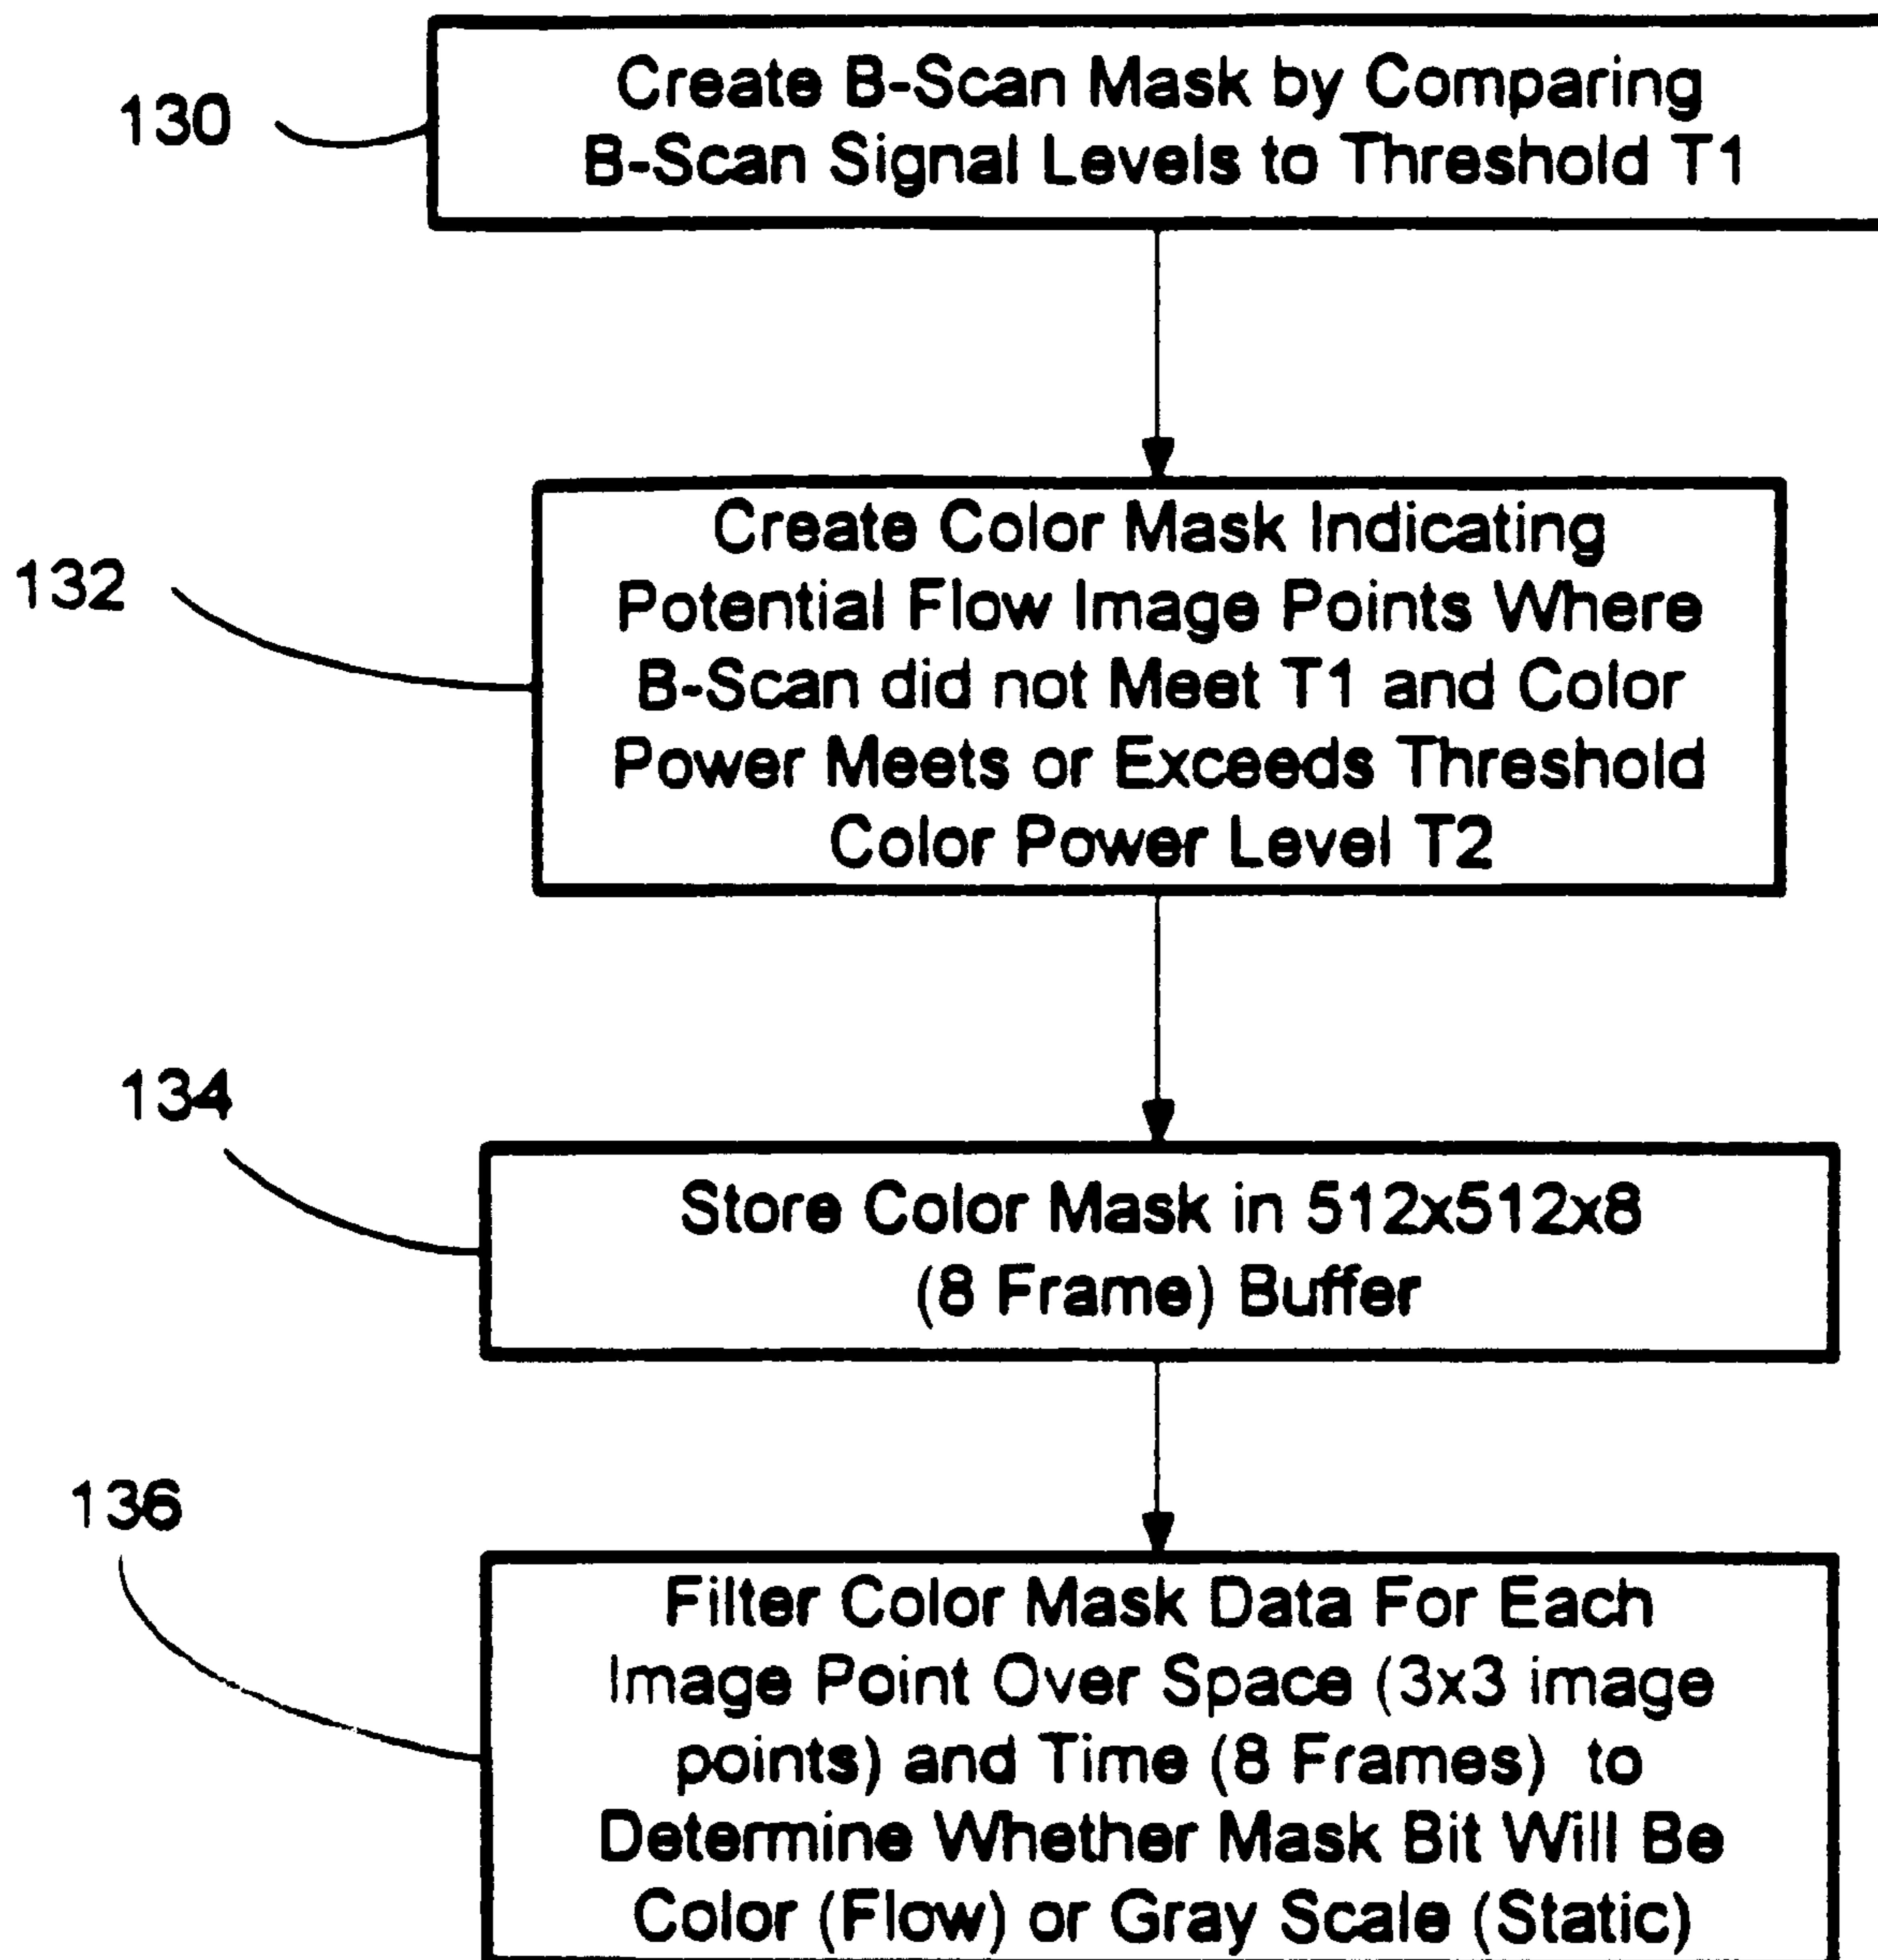 130
Create B-Scan Mask by Comparing
B-Scan Signal Levels to Threshold T1
132
Create Color Mask Indicating
Potential Flow Image Points Where
B-Scan did not Meet T1 and Color
Power Meets or Exceeds Threshold
Color Power Level T2
134
Store Color Mask in 512x512x8
(8 Frame) Buffer
136
Filter Color Mask Data For Each
Image Point Over Space (3x3 image
points) and Time (8 Frames) to
Determine Whether Mask Bit Will Be
Color (Flow) or Gray Scale (Static)